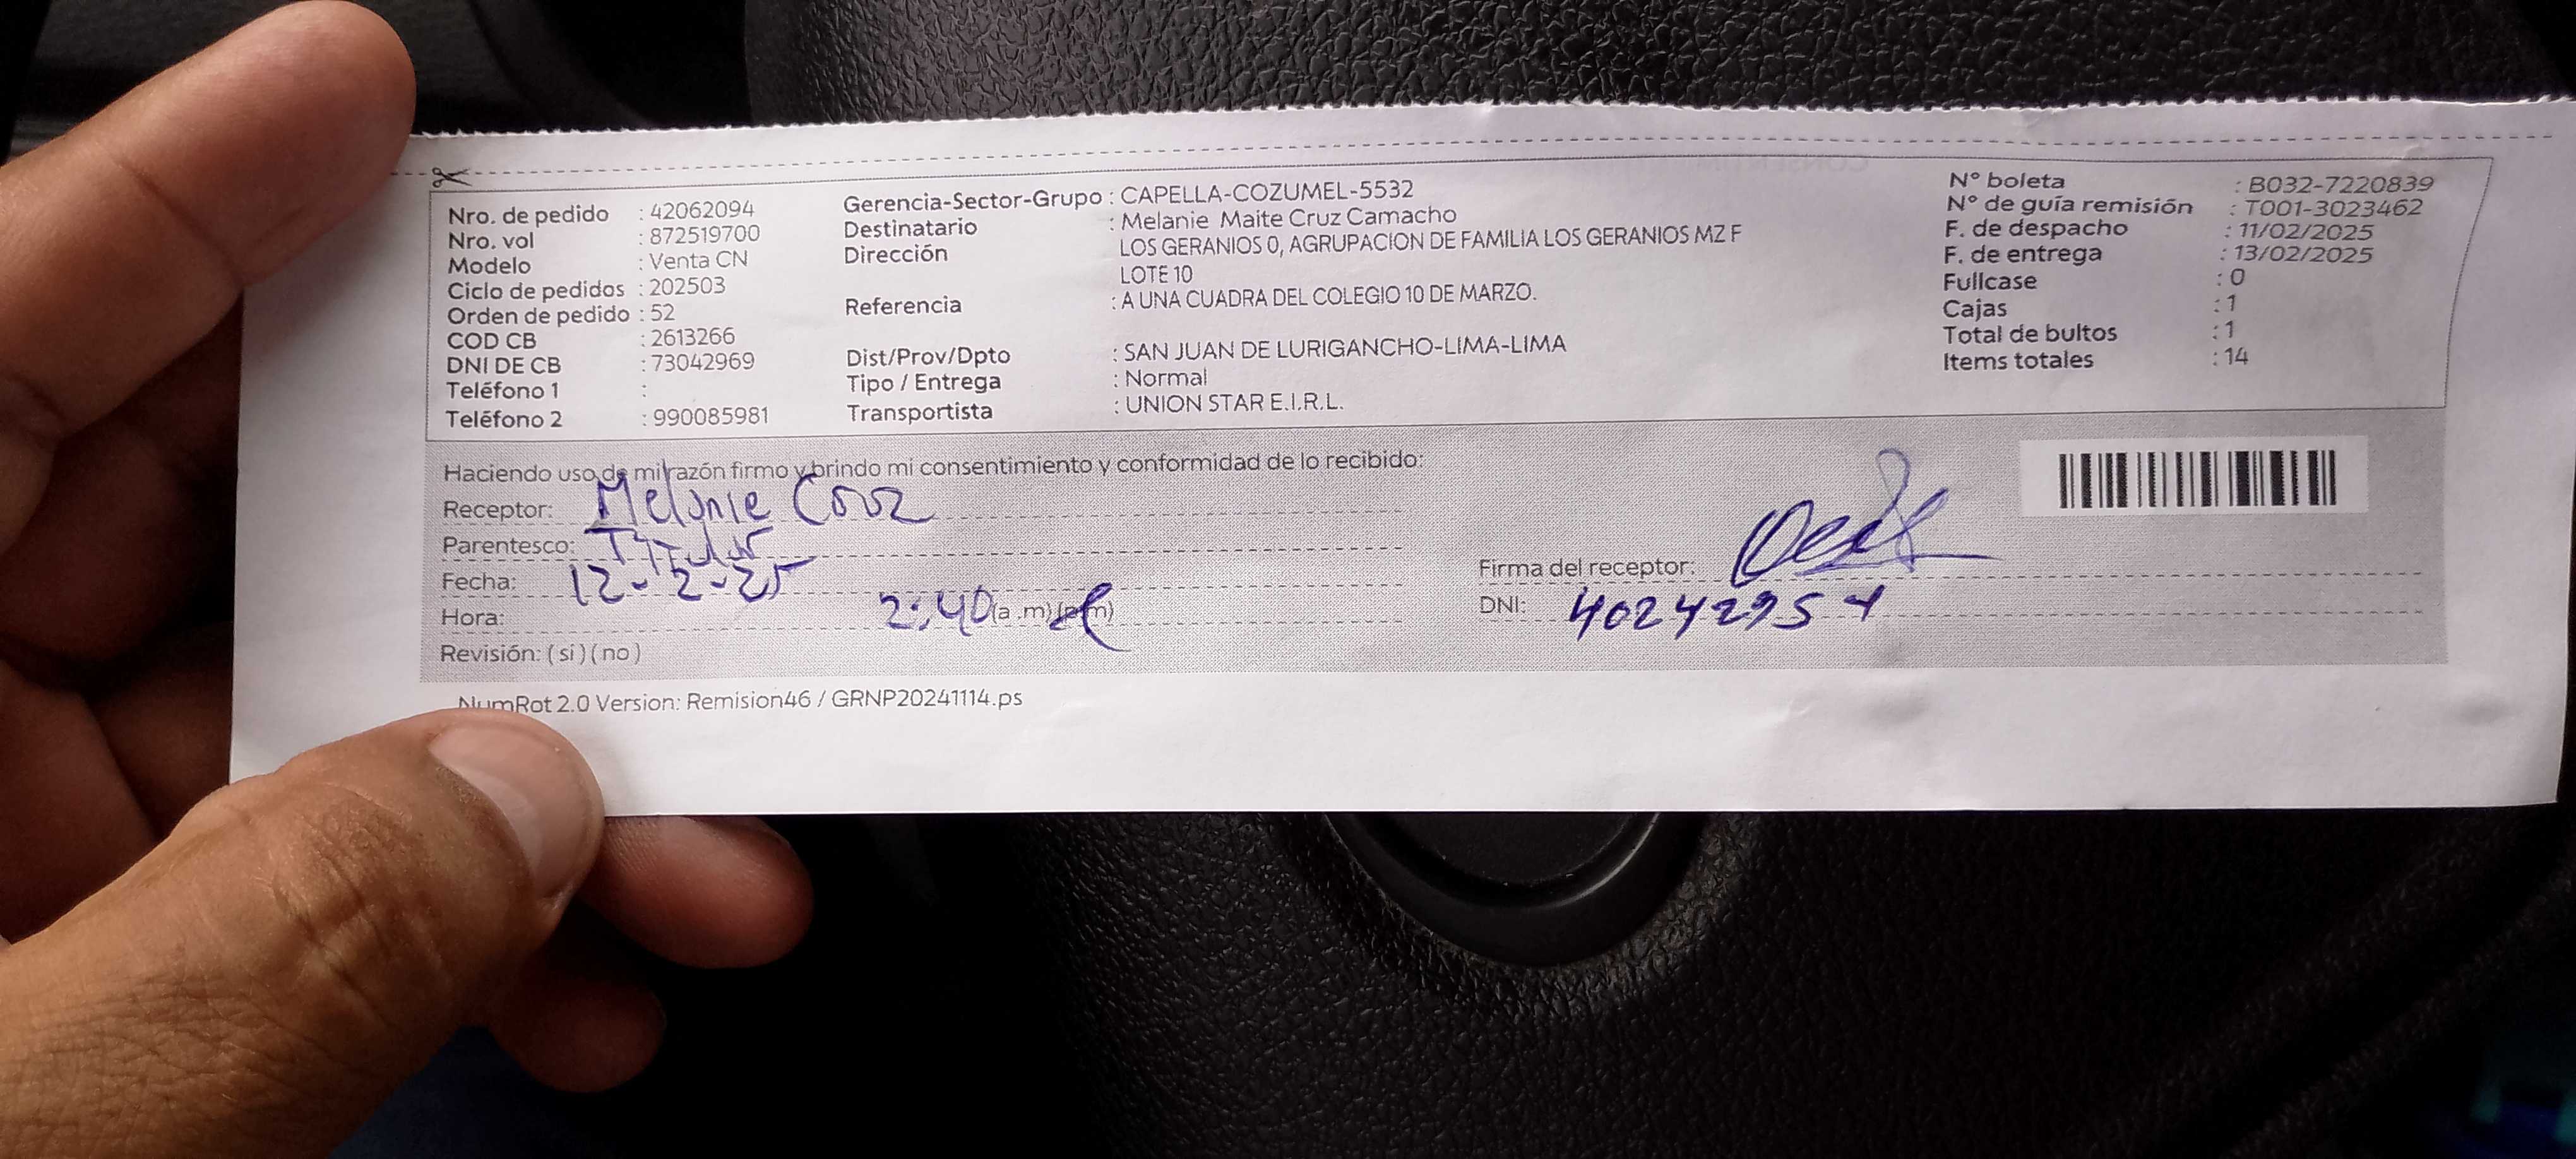 Nro. de pedido : 42062094
Nro. vol : 872519700
Modelo : Venta CN
Ciclo de pedidos : 202503
Orden de pedido : 52
COD CB : 2613266
DNI DE CB : 73042969
Teléfono 1 :
Teléfono 2 : 990085981
Gerencia-Sector-Grupo : CAPELLA-COZUMEL-5532
Destinatario : Melanie Maite Cruz Camacho
Dirección LOS GERANIOS 0, AGRUPACION DE FAMILIA LOS GERANIOS MZ F
LOTE 10
Referencia : A UNA CUADRA DEL COLEGIO 10 DE MARZO.
Dist/Prov/Dpto : SAN JUAN DE LURIGANCHO-LIMA-LIMA
Tipo / Entrega : Normal
Transportista : UNION STAR E.I.R.L.
N° boleta : B032-7220839
N° de guía remisión : T001-3023462
F. de despacho : 11/02/2025
F. de entrega : 13/02/2025
Fullcase : 0
Cajas : 1
Total de bultos : 1
Items totales : 14
Haciendo uso de mi razón firmo y brindo mi consentimiento y conformidad de lo recibido:
Receptor: Melanie Cruz
Parentesco: Titular
Fecha: 12-2-25
Hora: 2:40 (a.m) (p.m)
Revisión: (si) (no)
Firma del receptor:
DNI:
NumRot 2.0 Version: Remision46 / GRNP20241114.ps